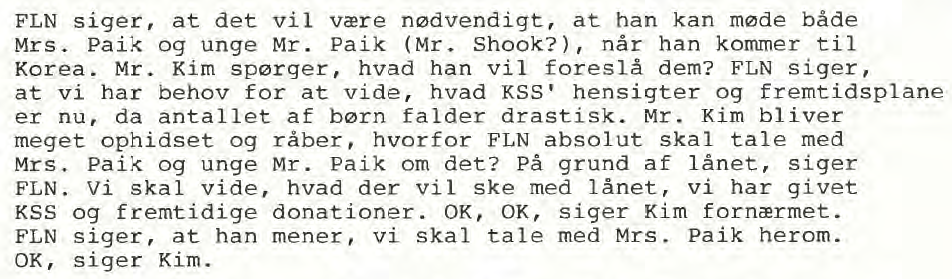 FLN siger, at det vil være nødvendigt, at han kan møde både
Mrs. Paik og unge Mr. Paik (Mr. Shook?), når han kommer til
Korea. Mr. Kim spørger, hvad han vil foreslå dem? FLN siger,
at vi har behov for at vide, hvad KSS' hensigter og fremtidsplane
er nu, da antallet af børn falder drastisk. Mr. Kim bliver
meget ophidset og råber, hvorfor FLN absolut skal tale med
Mrs. Paik og unge Mr. Paik om det? På grund af lånet, siger
FLN. Vi skal vide, hvad der vil ske med lånet, vi har givet
KSS og fremtidige donationer. OK, OK, siger Kim fornærmet.
FLN siger, at han mener, vi skal tale med Mrs. Paik herom.
OK, siger Kim.